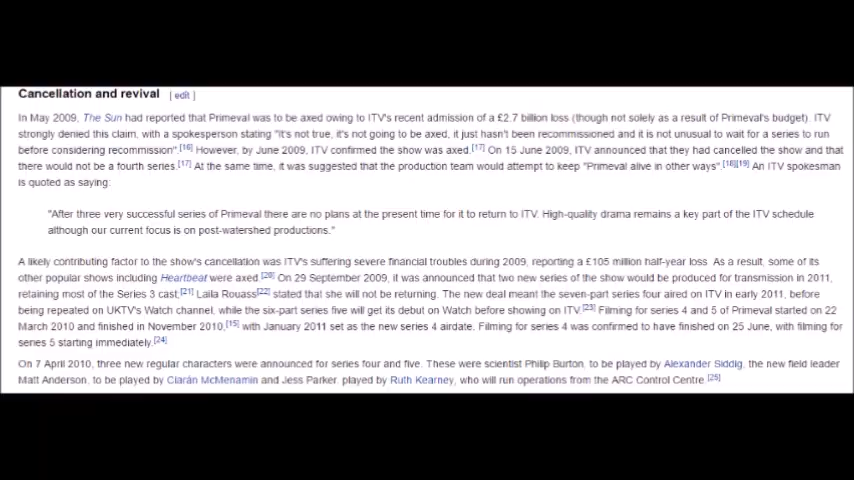 Cancellation and revival [ edit ]
In May 2009, The Sun had reported that Primeval was to be axed owing to ITV's recent admission of a £2.7 billion loss (though not solely as a result of Primeval's budget). ITV
strongly denied this claim, with a spokesperson stating "It's not true, it's not going to be axed, it just hasn't been recommissioned and it is not unusual to wait for a series to run
before considering recommission".[16] However, by June 2009, ITV confirmed the show was axed.[17] On 15 June 2009, ITV announced that they had cancelled the show and that
there would not be a fourth series.[17] At the same time, it was suggested that the production team would attempt to keep "Primeval alive in other ways".[18][19] An ITV spokesman
is quoted as saying:
"After three very successful series of Primeval there are no plans at the present time for it to return to ITV. High-quality drama remains a key part of the ITV schedule
although our current focus is on post-watershed productions."
A likely contributing factor to the show's cancellation was ITV's suffering severe financial troubles during 2009, reporting a £105 million half-year loss. As a result, some of its
other popular shows including Heartbeat were axed.[20] On 29 September 2009, it was announced that two new series of the show would be produced for transmission in 2011,
retaining most of the Series 3 cast;[21] Laila Rouass[22] stated that she will not be returning. The new deal meant the seven-part series four aired on ITV in early 2011, before
being repeated on UKTV's Watch channel, while the six-part series five will get its debut on Watch before showing on ITV.[23] Filming for series 4 and 5 of Primeval started on 22
March 2010 and finished in November 2010,[15] with January 2011 set as the new series 4 airdate. Filming for series 4 was confirmed to have finished on 25 June, with filming for
series 5 starting immediately.[24]
On 7 April 2010, three new regular characters were announced for series four and five. These were scientist Philip Burton, to be played by Alexander Siddig, the new field leader
Matt Anderson, to be played by Ciarán McMenamin and Jess Parker, played by Ruth Kearney, who will run operations from the ARC Control Centre.[25]